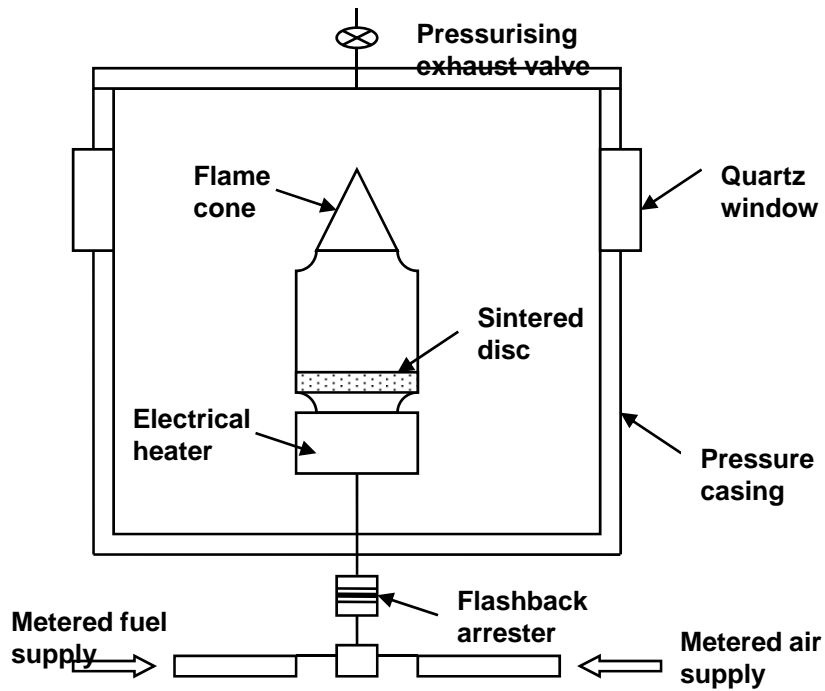 Pressurising
exhaust valve
Flame
cone
Quartz
window
Sintered
disc
Electrical
heater
Pressure
casing
Flashback
arrester
Metered fuel
supply
Metered air
supply